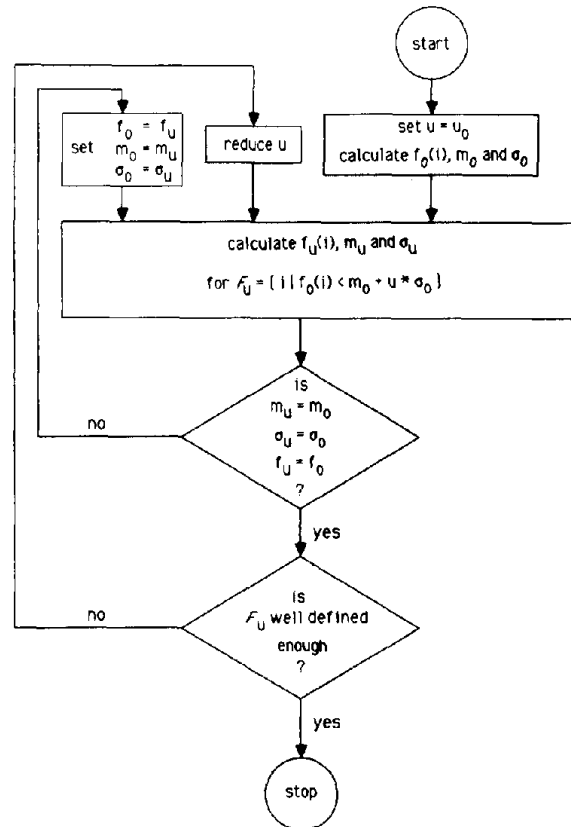 start
set f₀ = fᵤ
m₀ = mᵤ
σ₀ = σᵤ
reduce u
set u = u₀
calculate f₀(i), m₀ and σ₀
calculate fᵤ(i), mᵤ and σᵤ
for Fᵤ = { i | f₀(i) < m₀ + u * σ₀ }
is
mᵤ = m₀
σᵤ = σ₀
fᵤ = f₀
?
no
yes
is
Fᵤ well defined
enough
?
no
yes
stop